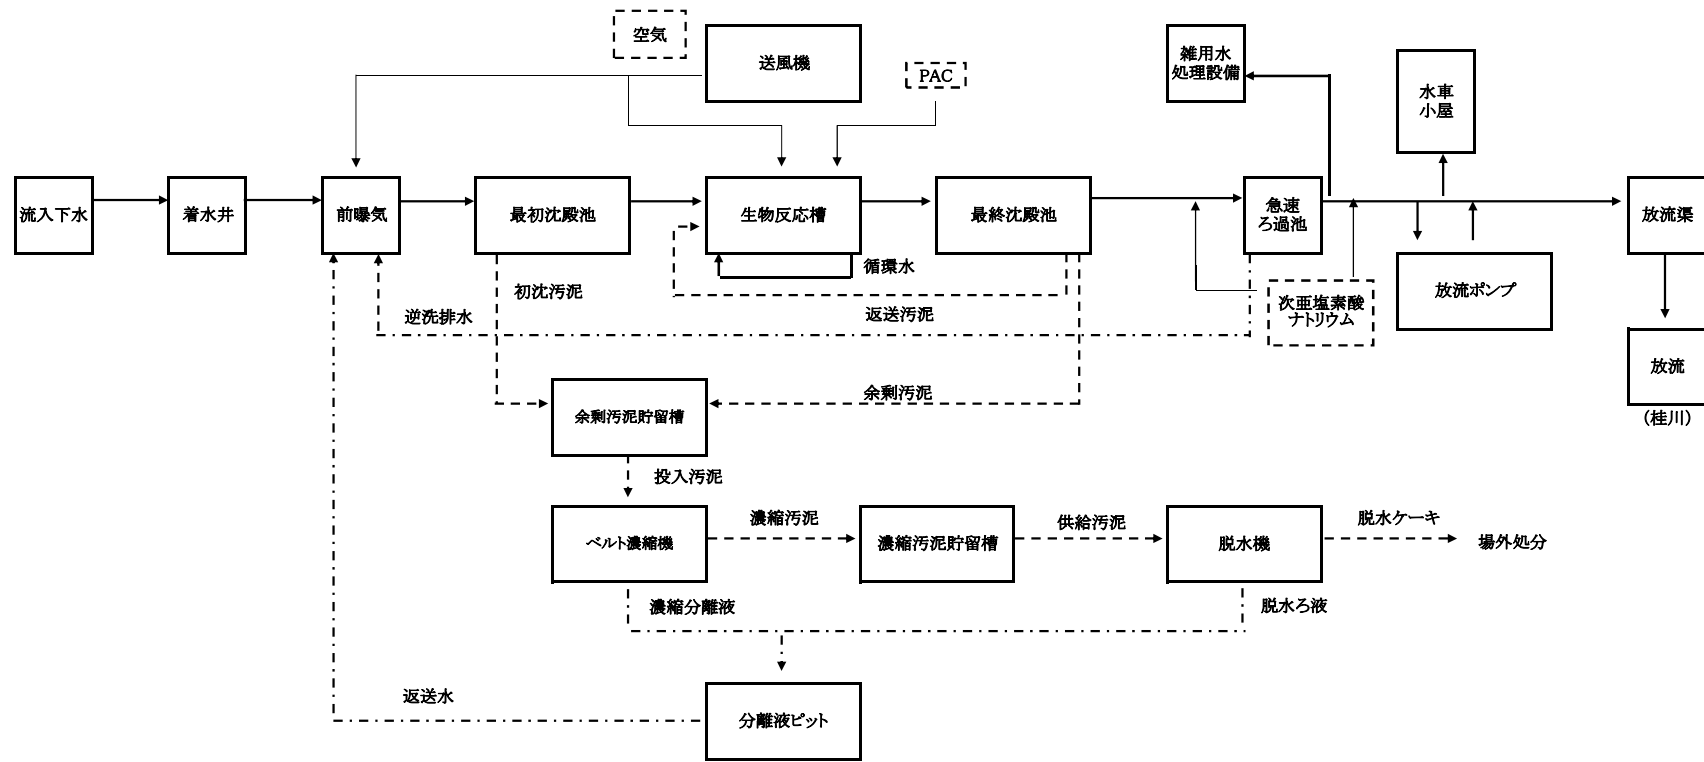 空気
送風機
PAC
雑用水
処理設備
水車
小屋
流入下水
着水井
前曝気
最初沈殿池
生物反応槽
最終沈殿池
急速
ろ過池
放流渠
循環水
初沈汚泥
返送汚泥
逆洗排水
次亜塩素酸
ナトリウム
放流ポンプ
放流
（桂川）
余剰汚泥
余剰汚泥貯留槽
投入汚泥
ベルト濃縮機
濃縮汚泥
濃縮汚泥貯留槽
供給汚泥
脱水機
脱水ケーキ
場外処分
濃縮分離液
脱水ろ液
返送水
分離液ピット